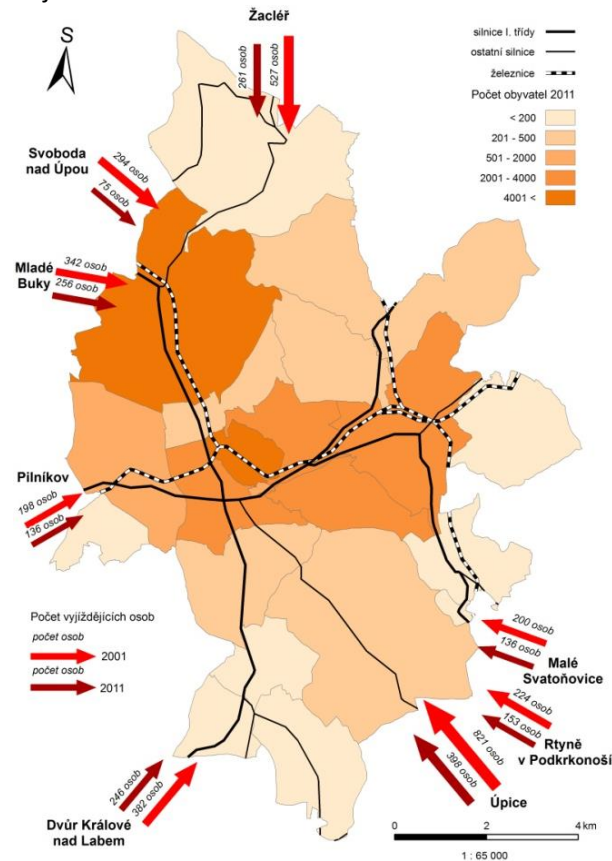 Žacléř
S
261 osob
527 osob
silnice I. třídy
ostatní silnice
železnice
Počet obyvatel 2011
< 200
201 - 500
501 - 2000
2001 - 4000
4001 <
Svoboda
nad Úpou
294 osob
75 osob
Mladé
Buky
342 osob
256 osob
Pilníkov
198 osob
136 osob
Počet vyjíždějících osob
počet osob
2001
počet osob
2011
200 osob
136 osob
Malé
Svatoňovice
224 osob
153 osob
Rtyně
v Podkrkonoší
821 osob
398 osob
Úpice
246 osob
382 osob
Dvůr Králové
nad Labem
0 2 4 km
1 : 65 000